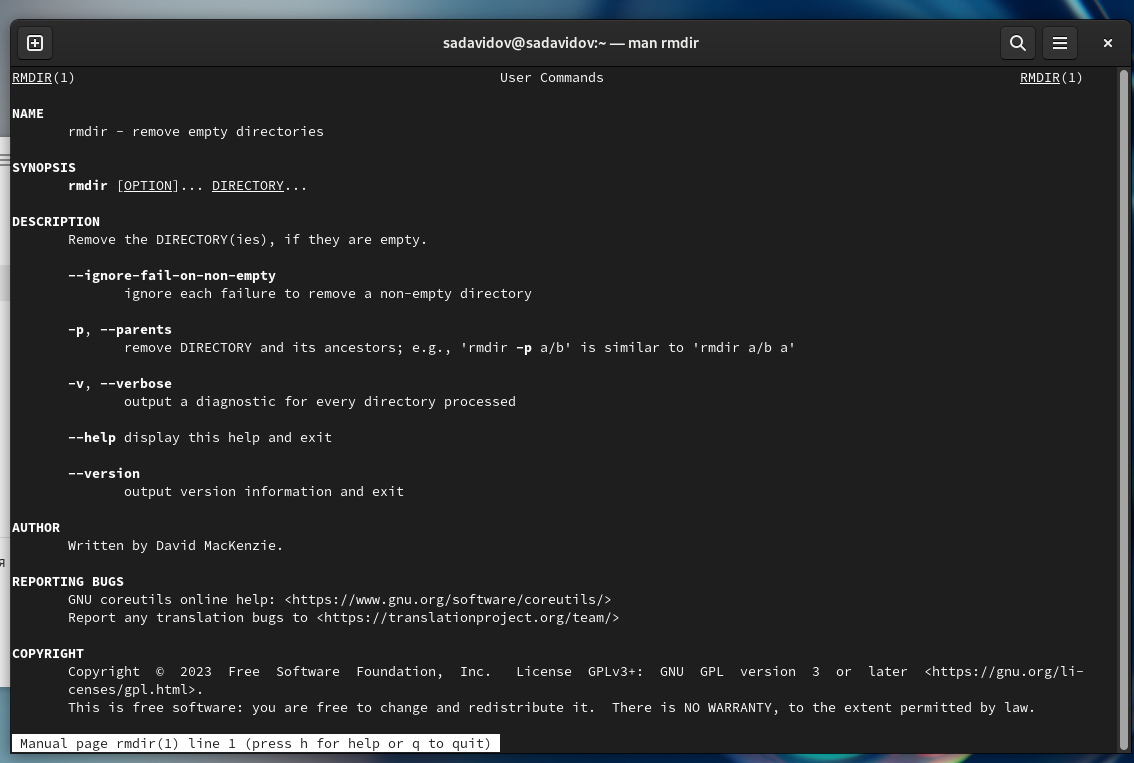 sadavidov@sadavidov:~ — man rmdir
RMDIR(1) User Commands RMDIR(1)
NAME
rmdir - remove empty directories
SYNOPSIS
rmdir [OPTION]... DIRECTORY...
DESCRIPTION
Remove the DIRECTORY(ies), if they are empty.
--ignore-fail-on-non-empty
ignore each failure to remove a non-empty directory
-p, --parents
remove DIRECTORY and its ancestors; e.g., 'rmdir -p a/b' is similar to 'rmdir a/b a'
-v, --verbose
output a diagnostic for every directory processed
--help display this help and exit
--version
output version information and exit
AUTHOR
Written by David MacKenzie.
REPORTING BUGS
GNU coreutils online help: <https://www.gnu.org/software/coreutils/>
Report any translation bugs to <https://translationproject.org/team/>
COPYRIGHT
Copyright © 2023 Free Software Foundation, Inc. License GPLv3+: GNU GPL version 3 or later <https://gnu.org/li-
censes/gpl.html>.
This is free software: you are free to change and redistribute it. There is NO WARRANTY, to the extent permitted by law.
Manual page rmdir(1) line 1 (press h for help or q to quit)